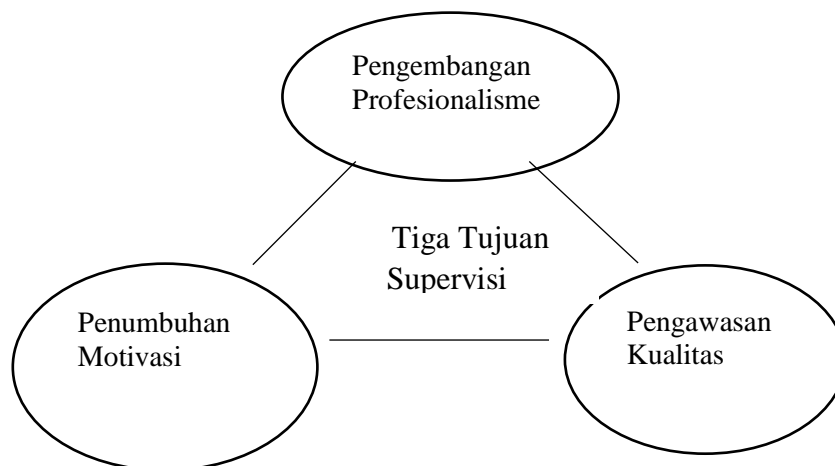 Pengembangan
Profesionalisme
Tiga Tujuan
Supervisi
Penumbuhan
Motivasi
Pengawasan
Kualitas